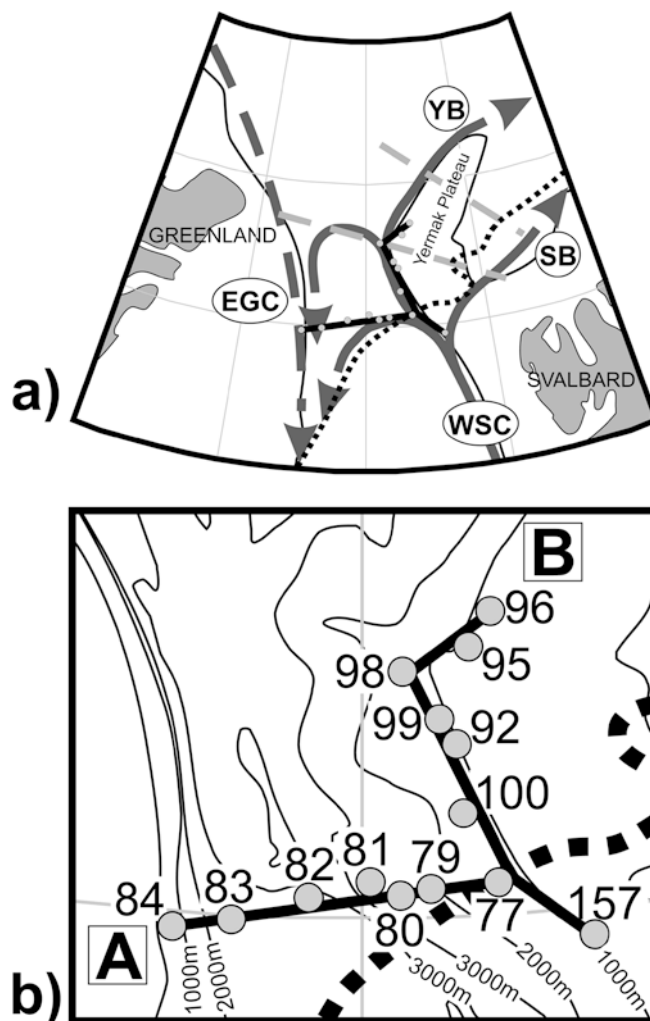 YB
Yermak Plateau
GREENLAND
SB
EGC
a)
SVALBARD
WSC
B
96
98
95
99
92
100
81
79
82
84
83
77
157
80
A
1000m
2000m
3000m
3000m
2000m
1000m
b)